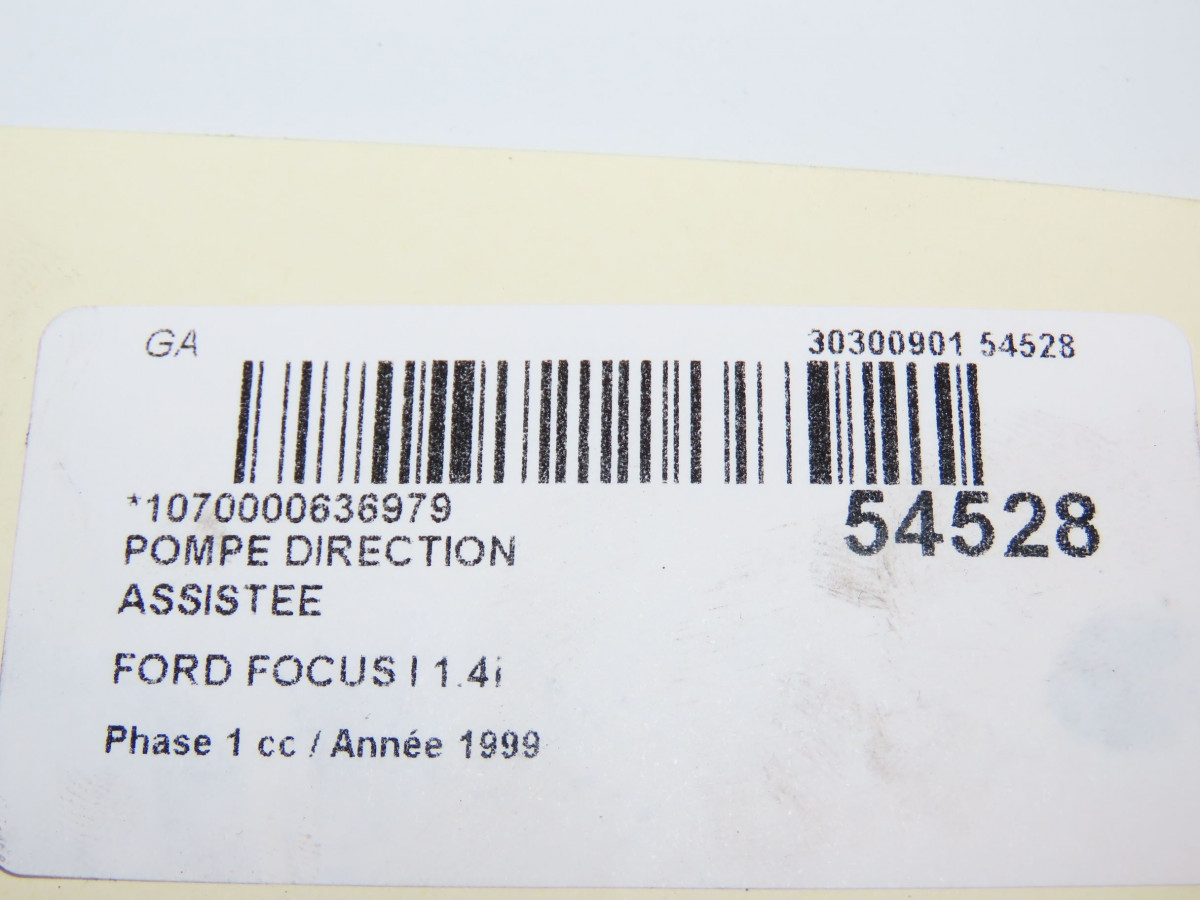 GA 30300901 54528
*1070000636979
54528
POMPE DIRECTION
ASSISTEE
FORD FOCUS I 1.4i
Phase 1 cc / Année 1999